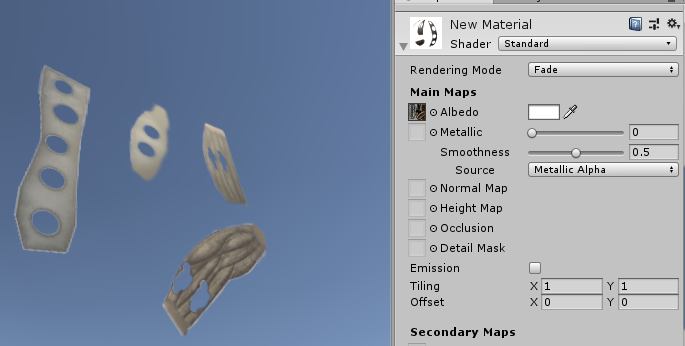 New Material
Shader Standard
Rendering Mode Fade
Main Maps
Albedo
Metallic 0
Smoothness 0.5
Source Metallic Alpha
Normal Map
Height Map
Occlusion
Detail Mask
Emission
Tiling X 1 Y 1
Offset X 0 Y 0
Secondary Maps